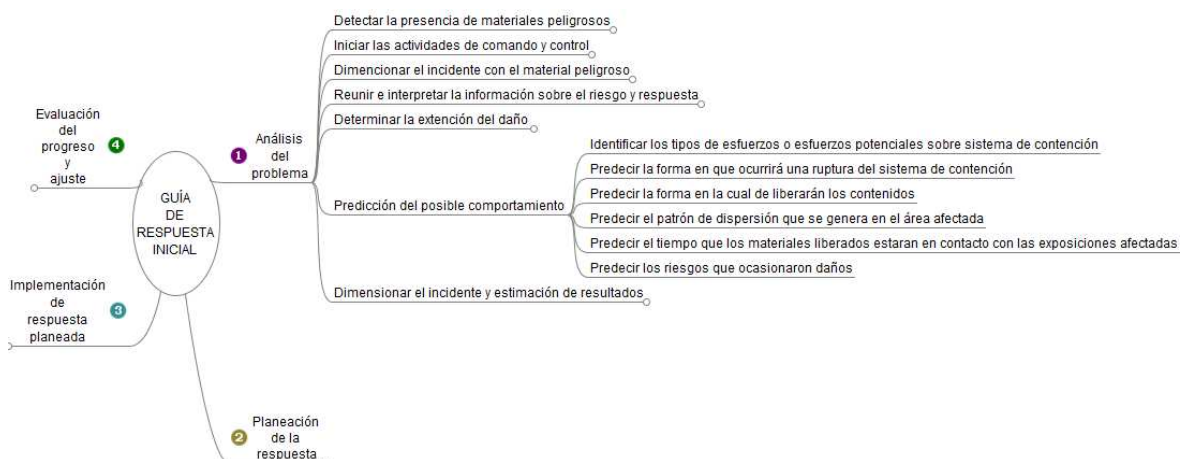 GUÍA
DE
RESPUESTA
INICIAL
1
Análisis
del
problema
Detectar la presencia de materiales peligrosos
Iniciar las actividades de comando y control
Dimencionar el incidente con el material peligroso
Reunir e interpretar la información sobre el riesgo y respuesta
Determinar la extención del daño
Predicción del posible comportamiento
Identificar los tipos de esfuerzos o esfuerzos potenciales sobre sistema de contención
Predecir la forma en que ocurrirá una ruptura del sistema de contención
Predecir la forma en la cual de liberarán los contenidos
Predecir el patrón de dispersión que se genera en el área afectada
Predecir el tiempo que los materiales liberados estaran en contacto con las exposiciones afectadas
Predecir los riesgos que ocasionaron daños
Dimensionar el incidente y estimación de resultados
2
Planeación
de la
respuesta
3
Implementación
de
respuesta
planeada
4
Evaluación
del
progreso
y
ajuste